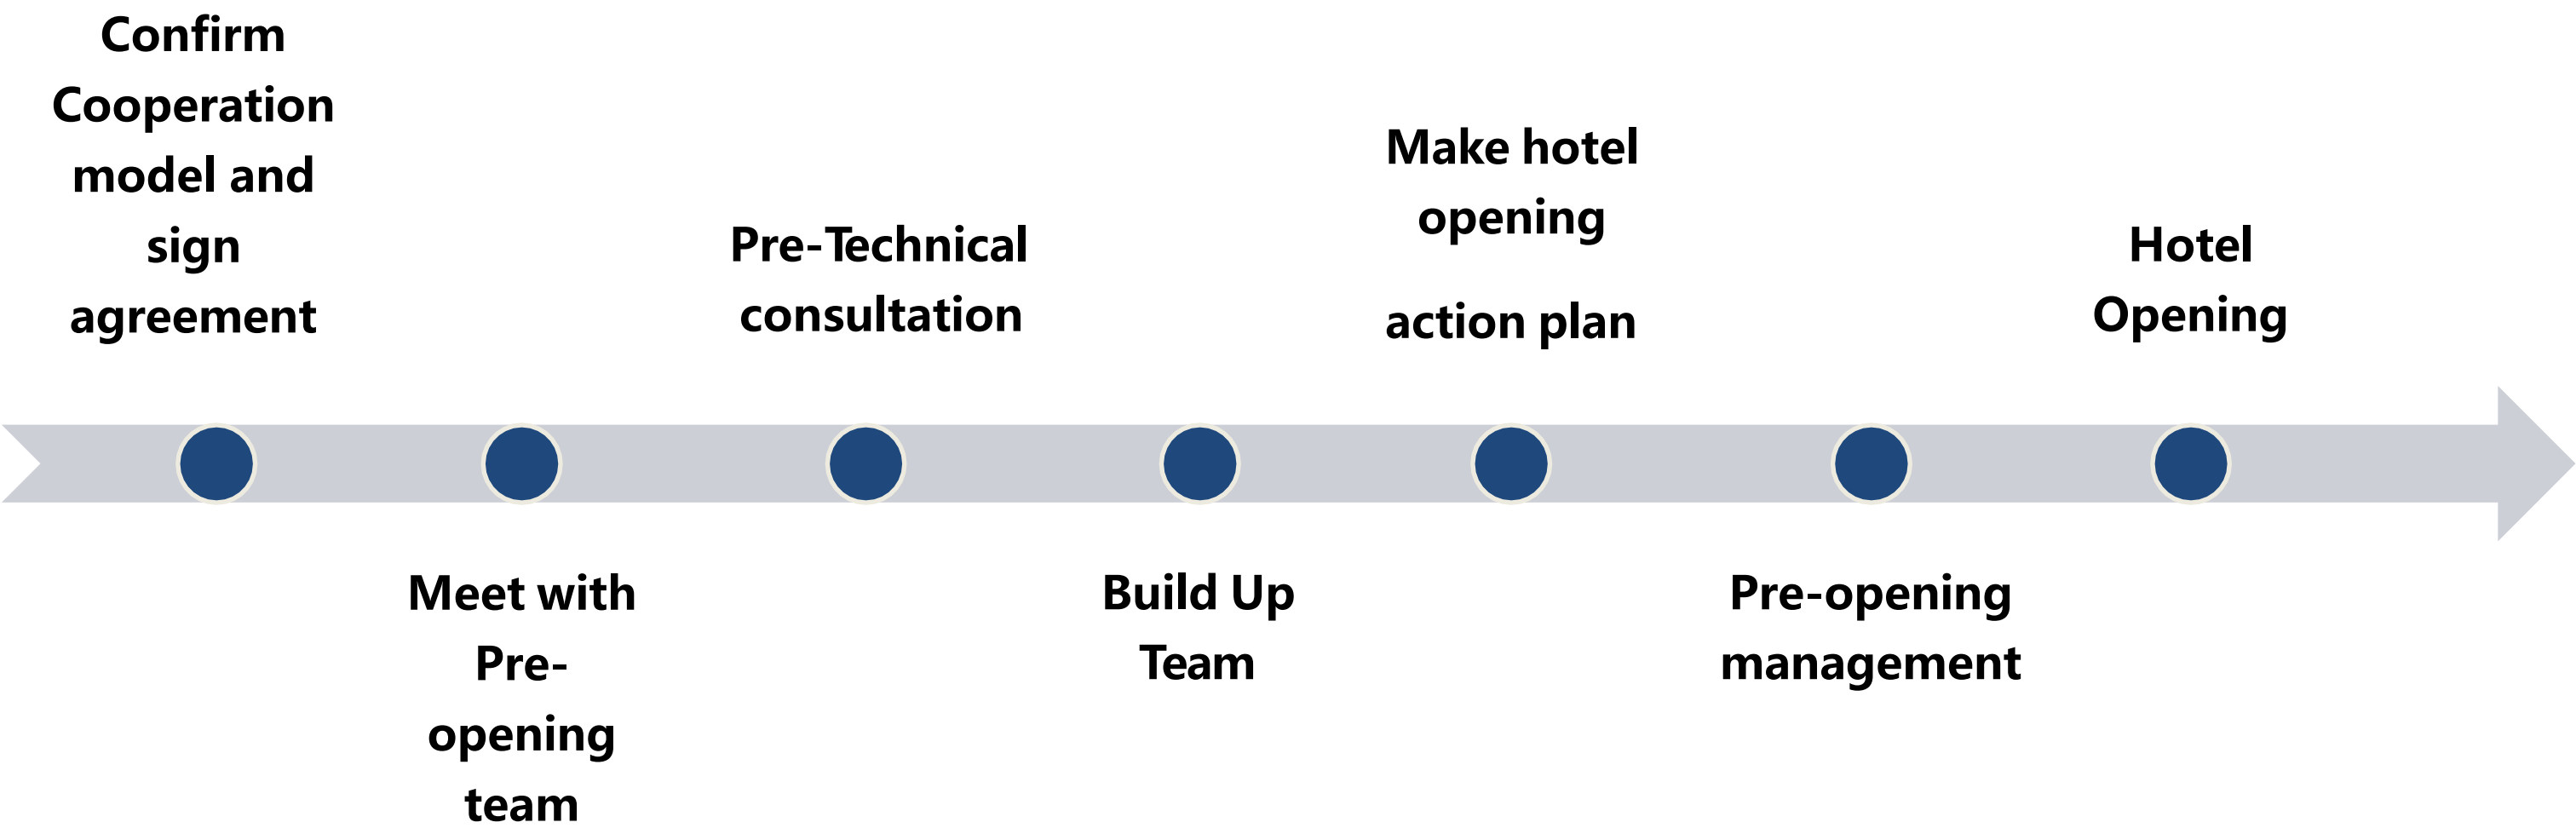 Confirm
Cooperation
model and
sign
agreement
Meet with
Pre-
opening
team
Pre-Technical
consultation
Build Up
Team
Make hotel
opening
action plan
Pre-opening
management
Hotel
Opening